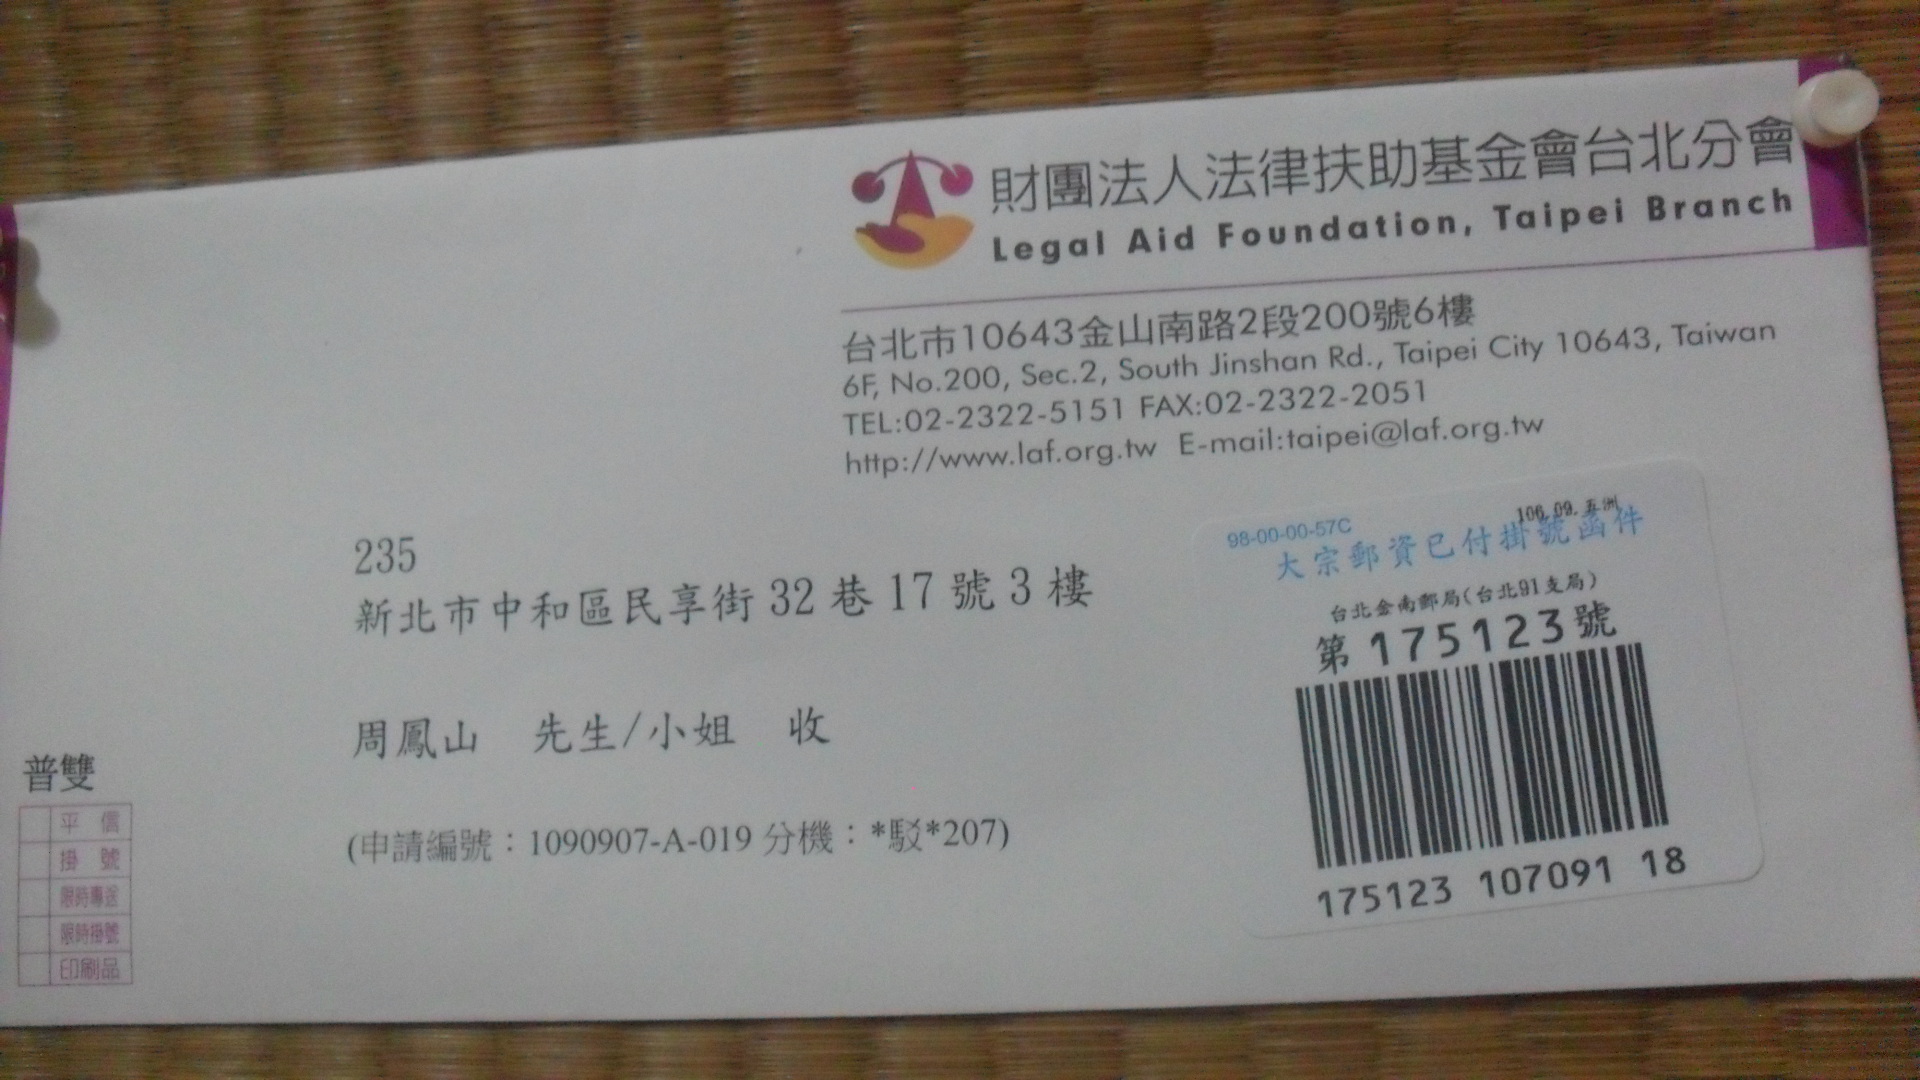 財團法人法律扶助基金會台北分會
Legal Aid Foundation, Taipei Branch
台北市10643金山南路2段200號6樓
6F, No.200, Sec.2, South Jinshan Rd., Taipei City 10643, Taiwan
TEL:02-2322-5151 FAX:02-2322-2051
http://www.laf.org.tw E-mail:taipei@laf.org.tw
235
新北市中和區民享街 32 巷 17 號 3 樓
周鳳山 先生/小姐 收
(申請編號：1090907-A-019 分機：*駁*207)
98-00-00-57C
106.09.五洲
大宗郵資已付掛號函件
台北金南郵局(台北91支局)
第175123號
175123 107091 18
普雙
平信
掛號
限時專送
限時掛號
印刷品